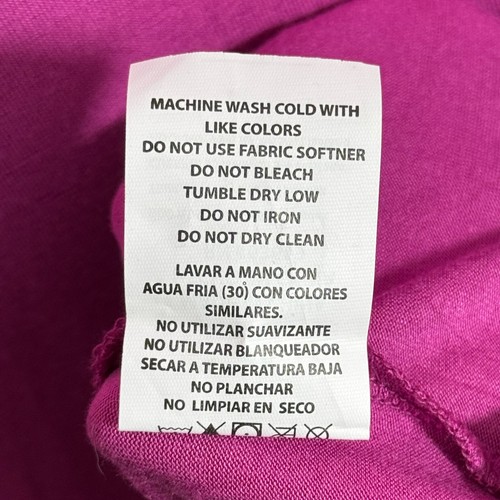 MACHINE WASH COLD WITH
LIKE COLORS
DO NOT USE FABRIC SOFTNER
DO NOT BLEACH
TUMBLE DRY LOW
DO NOT IRON
DO NOT DRY CLEAN
LAVAR A MANO CON
AGUA FRIA (30°) CON COLORES
SIMILARES.
NO UTILIZAR SUAVIZANTE
NO UTILIZAR BLANQUEADOR
SECAR A TEMPERATURA BAJA
NO PLANCHAR
NO LIMPIAR EN SECO